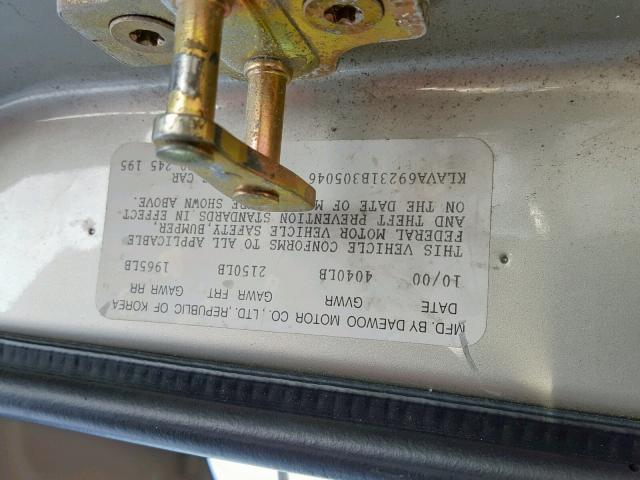 MFD. BY DAEWOO MOTOR CO., LTD. REPUBLIC OF KOREA
DATE GVWR GAWR FRT GAWR RR
10/00 4040LB 2150LB 1965LB
THIS VEHICLE CONFORMS TO ALL APPLICABLE
FEDERAL MOTOR VEHICLE SAFETY, BUMPER,
AND THEFT PREVENTION STANDARDS IN EFFECT
ON THE DATE OF SHOWN ABOVE.
KLAVA69231B305046 CAR 245 195